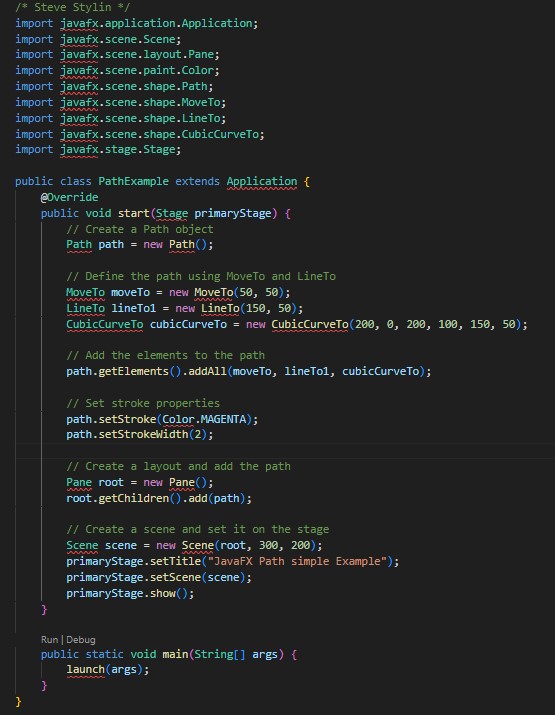 /* Steve Stylin */
import javafx.application.Application;
import javafx.scene.Scene;
import javafx.scene.layout.Pane;
import javafx.scene.paint.Color;
import javafx.scene.shape.Path;
import javafx.scene.shape.MoveTo;
import javafx.scene.shape.LineTo;
import javafx.scene.shape.CubicCurveTo;
import javafx.stage.Stage;

public class PathExample extends Application {
    @Override
    public void start(Stage primaryStage) {
        // Create a Path object
        Path path = new Path();

        // Define the path using MoveTo and LineTo
        MoveTo moveTo = new MoveTo(50, 50);
        LineTo lineTo1 = new LineTo(150, 50);
        CubicCurveTo cubicCurveTo = new CubicCurveTo(200, 0, 200, 100, 150, 50);

        // Add the elements to the path
        path.getElements().addAll(moveTo, lineTo1, cubicCurveTo);

        // Set stroke properties
        path.setStroke(Color.MAGENTA);
        path.setStrokeWidth(2);

        // Create a layout and add the path
        Pane root = new Pane();
        root.getChildren().add(path);

        // Create a scene and set it on the stage
        Scene scene = new Scene(root, 300, 200);
        primaryStage.setTitle("JavaFX Path simple Example");
        primaryStage.setScene(scene);
        primaryStage.show();
    }

    Run | Debug
    public static void main(String[] args) {
        launch(args);
    }
}